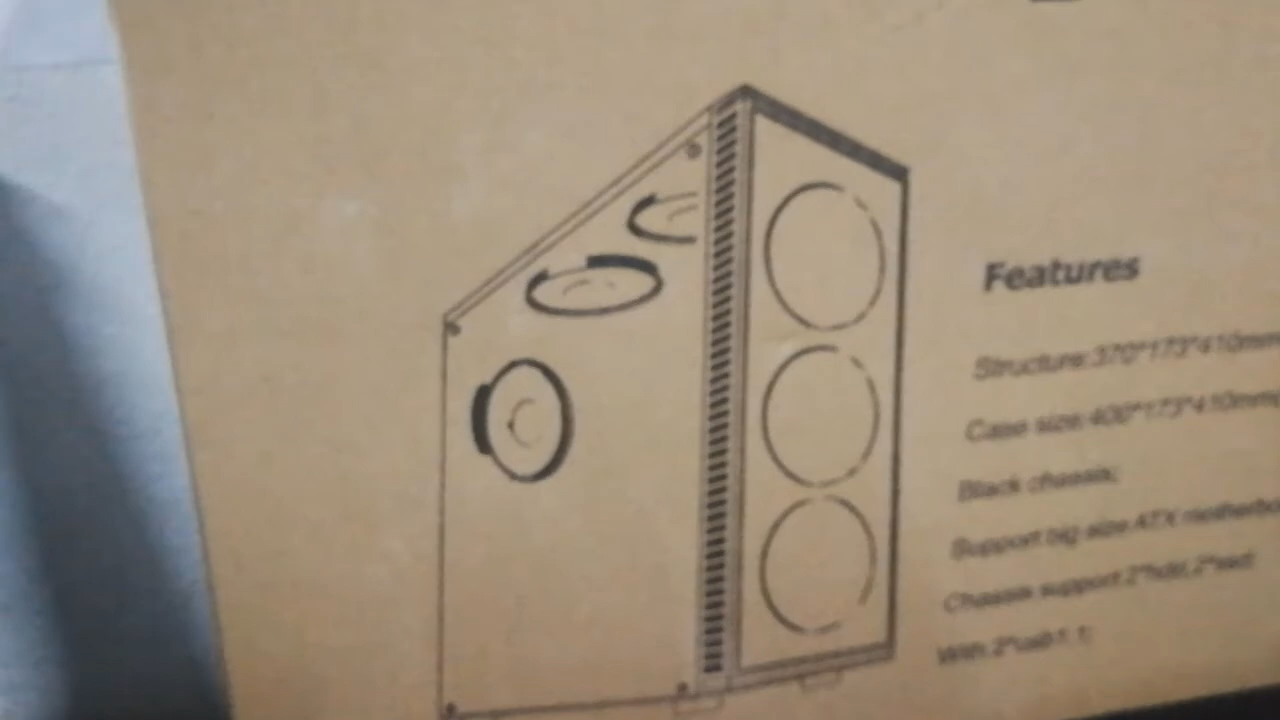 Features
Structure:370*173*410mm
Case size:400*173*410mm
Black chassis;
Support big size ATX
Chassis support 2*hdd,2*ssd;
With 2*usb1.1;